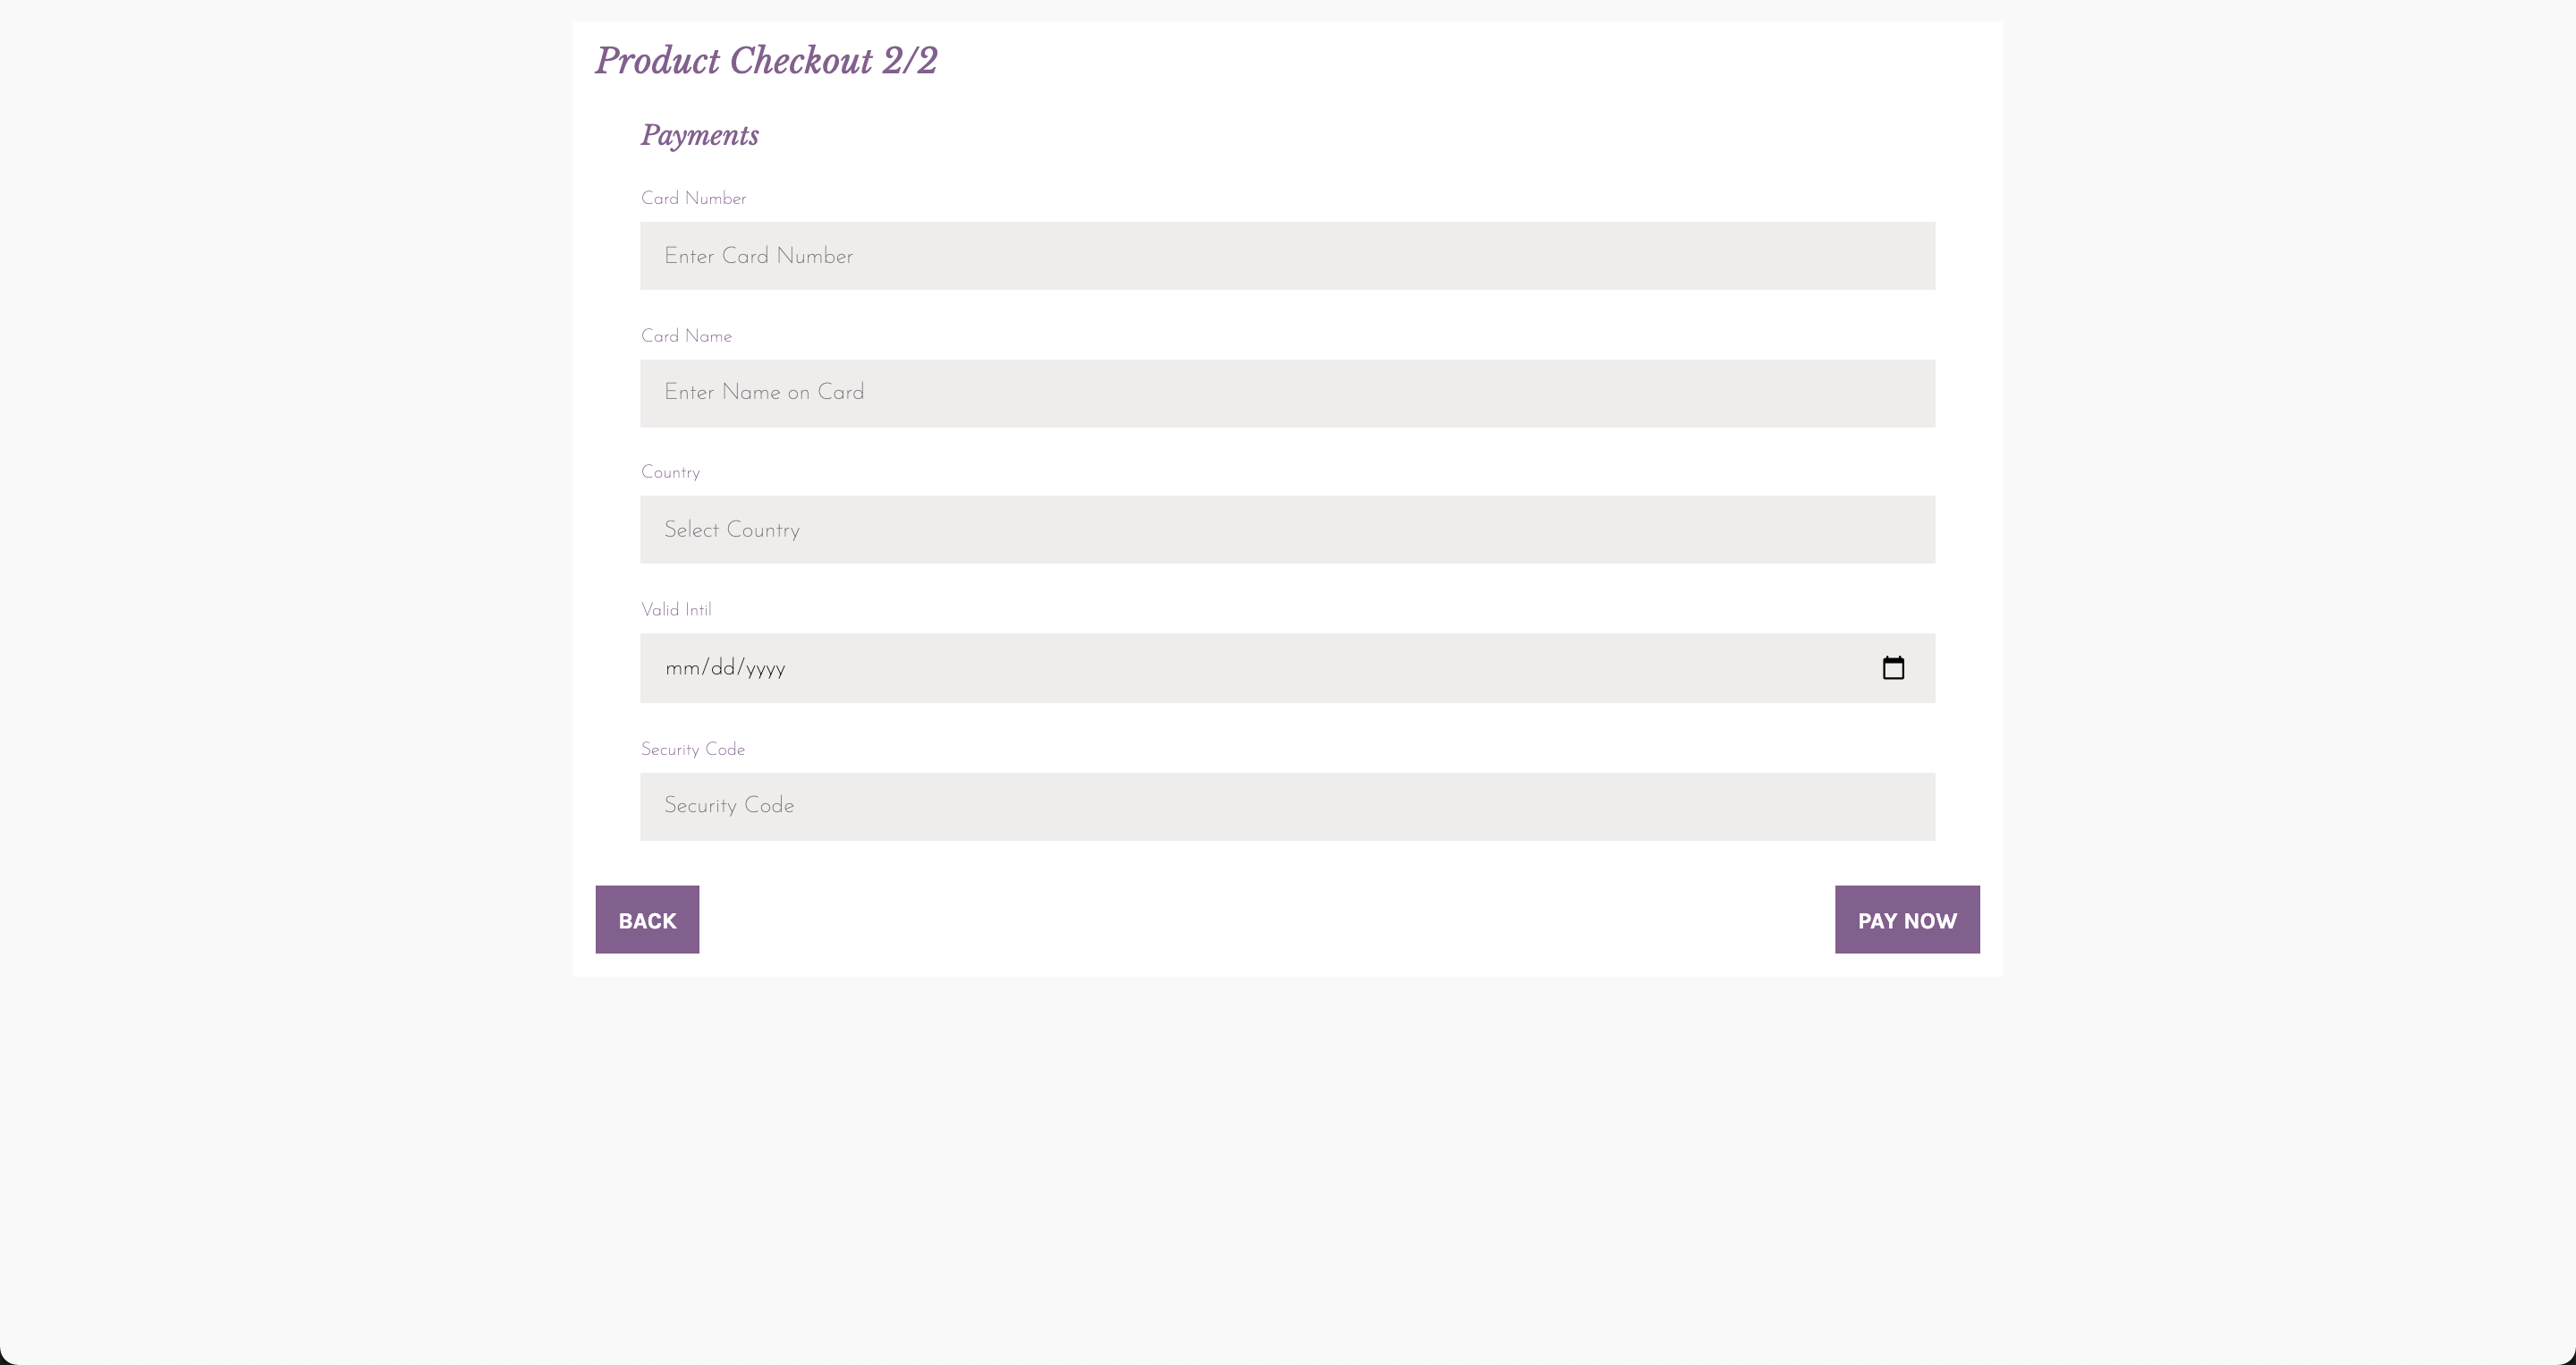 Product Checkout 2/2
Payments
Card Number
Enter Card Number
Card Name
Enter Name on Card
Country
Select Country
Valid Intil
mm/dd/yyyy
Security Code
Security Code
BACK
PAY NOW